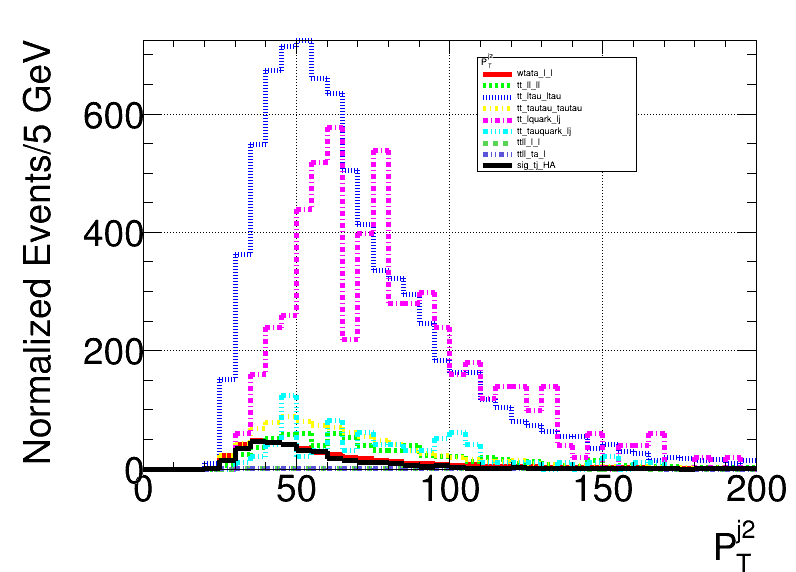 Normalized Events/5 GeV
600
400
200
0
P_T^{j2}
wtata_l_l
tt_ll_ll
tt_ltau_ltau
tt_tautau_tautau
tt_lquark_lj
tt_tauquark_lj
ttll_l_l
ttll_ta_l
sig_tj_HA
0 50 100 150 200
P_T^{j2}